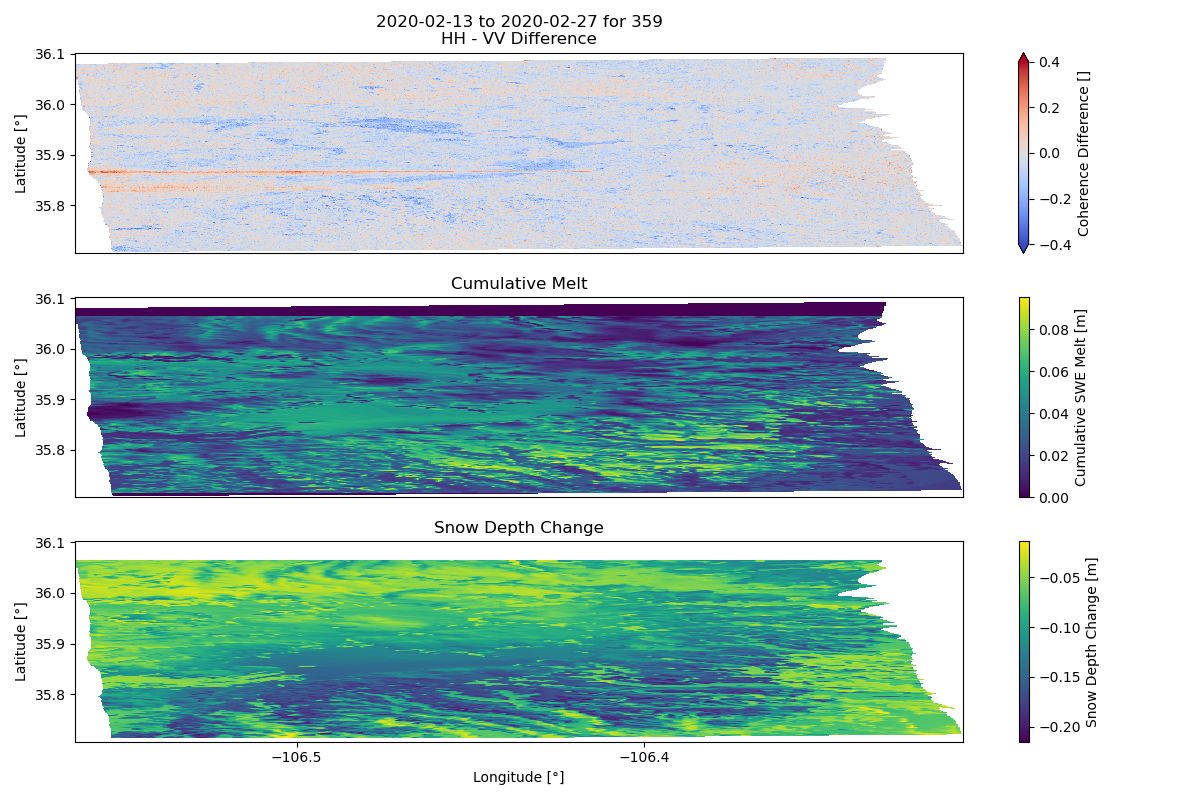 2020-02-13 to 2020-02-27 for 359
HH - VV Difference
36.1
36.0
35.9
35.8
Latitude [°]
0.4
0.2
0.0
−0.2
−0.4
Coherence Difference []
Cumulative Melt
36.1
36.0
35.9
35.8
Latitude [°]
0.08
0.06
0.04
0.02
0.00
Cumulative SWE Melt [m]
Snow Depth Change
36.1
36.0
35.9
35.8
Latitude [°]
−106.5
−106.4
Longitude [°]
−0.05
−0.10
−0.15
−0.20
Snow Depth Change [m]